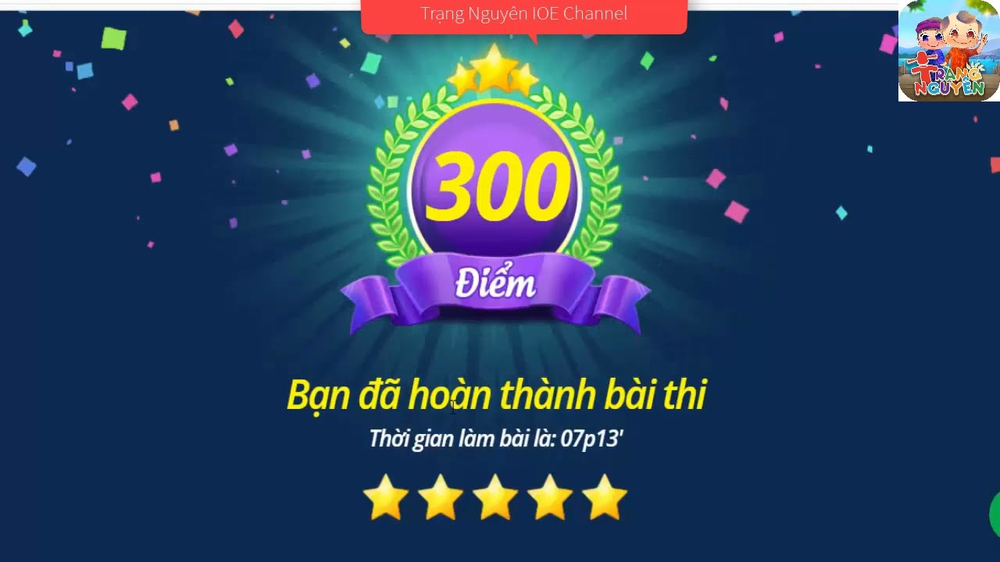 Trạng Nguyên IOE Channel
TRẠNG
NGUYÊN
300
Điểm
Bạn đã hoàn thành bài thi
Thời gian làm bài là: 07p13'